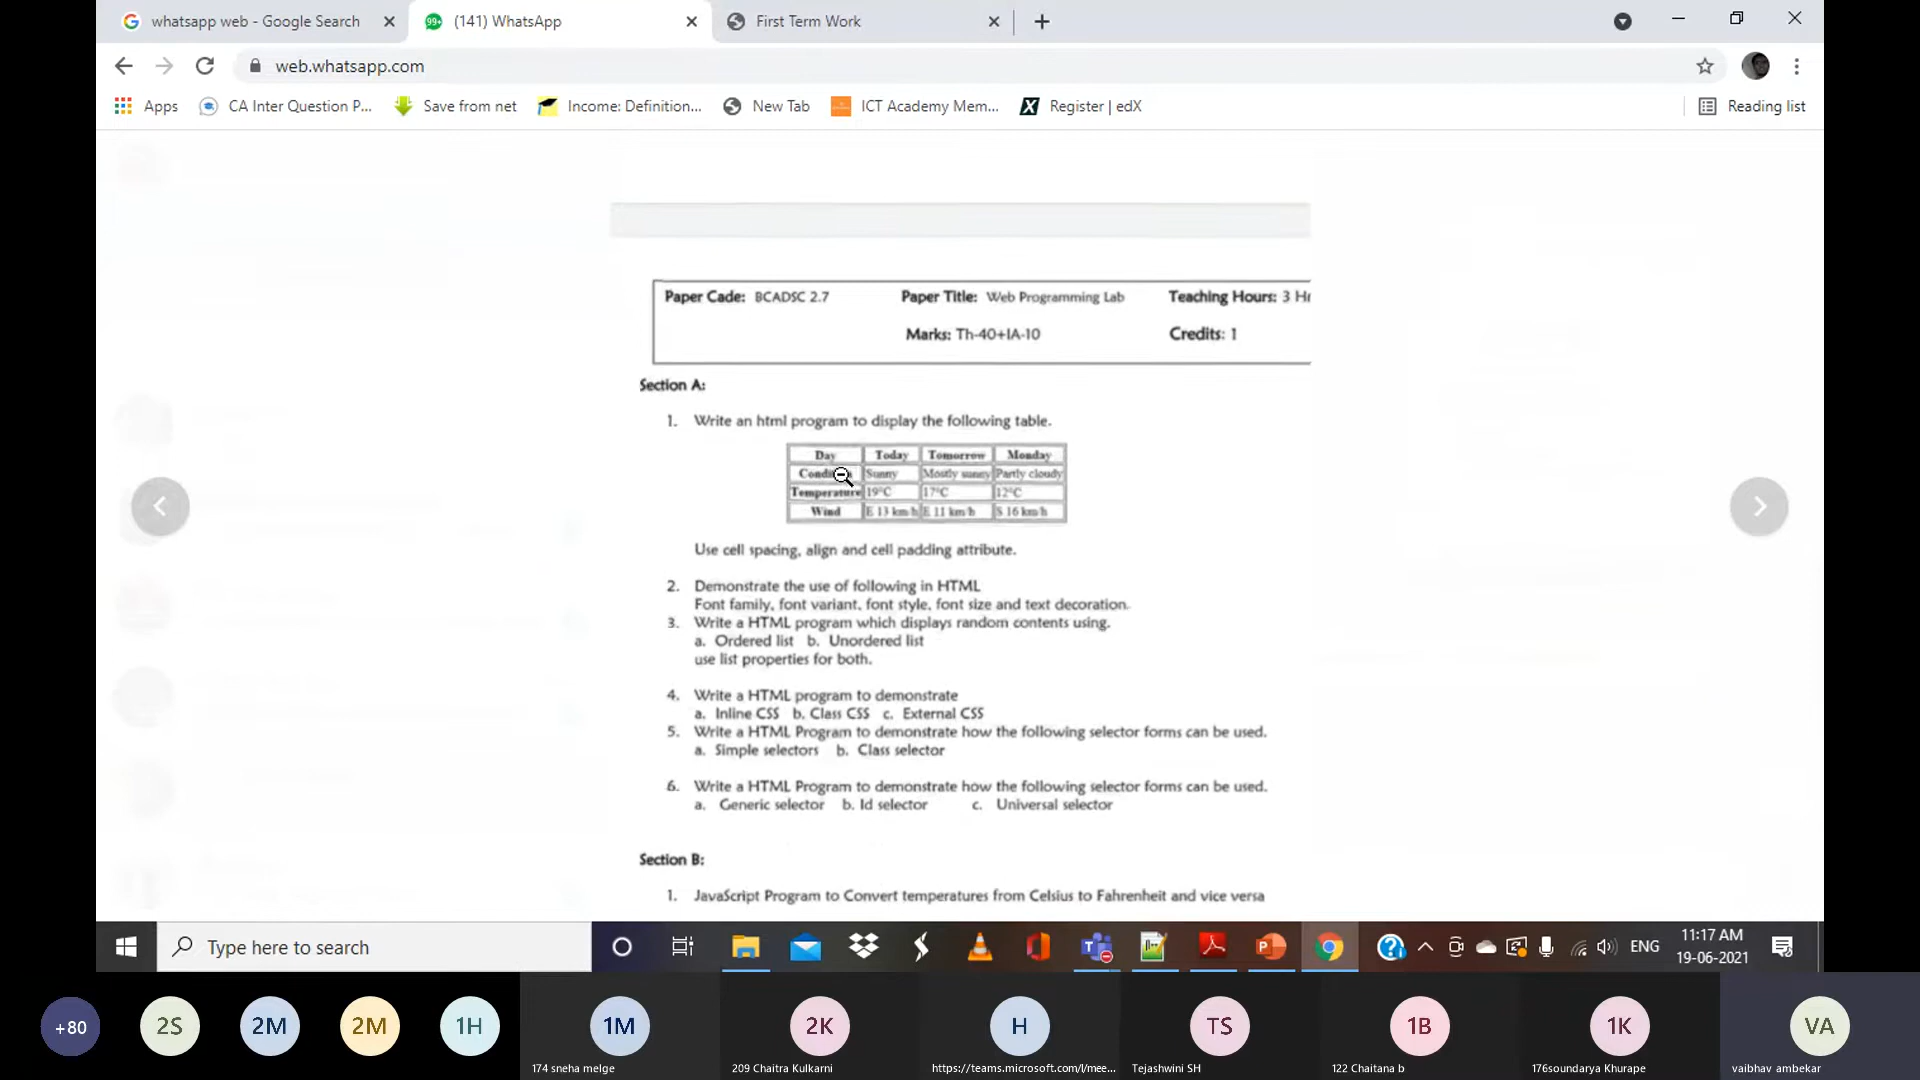 whatsapp web - Google Search
99+
(141) WhatsApp
First Term Work
web.whatsapp.com
Apps
CA Inter Question P...
Save from net
Income: Definition...
New Tab
ICT Academy Mem...
Register | edX
Reading list
Paper Cade: BCADSC 2.7
Paper Title: Web Programming Lab
Teaching Hours: 3 Hr
Marks: Th-40+IA-10
Credits: 1
Section A:
1. Write an html program to display the following table.
Day Today Tomorrow Monday
Sunny Mostly sunny Partly cloudy
Temperature 19°C 17°C 12°C
Wind E 13 km/h E 11 km/h S 16 km/h
Use cell spacing, align and cell padding attribute.
2. Demonstrate the use of following in HTML
Font family, font variant, font style, font size and text decoration.
3. Write a HTML program which displays random contents using.
a. Ordered list b. Unordered list
use list properties for both.
4. Write a HTML program to demonstrate
a. Inline CSS b. Class CSS c. External CSS
5. Write a HTML Program to demonstrate how the following selector forms can be used.
a. Simple selectors b. Class selector
6. Write a HTML Program to demonstrate how the following selector forms can be used.
a. Generic selector b. Id selector c. Universal selector
Section B:
1. JavaScript Program to Convert temperatures from Celsius to Fahrenheit and vice versa
Type here to search
ENG
11:17 AM
19-06-2021
+80
2S
2M
2M
1H
1M
2K
H
TS
1B
1K
VA
174 sneha melge
209 Chaitra Kulkarni
https://teams.microsoft.com/l/mee...
Tejashwini SH
122 Chaitana b
176soundarya Khurape
vaibhav ambekar